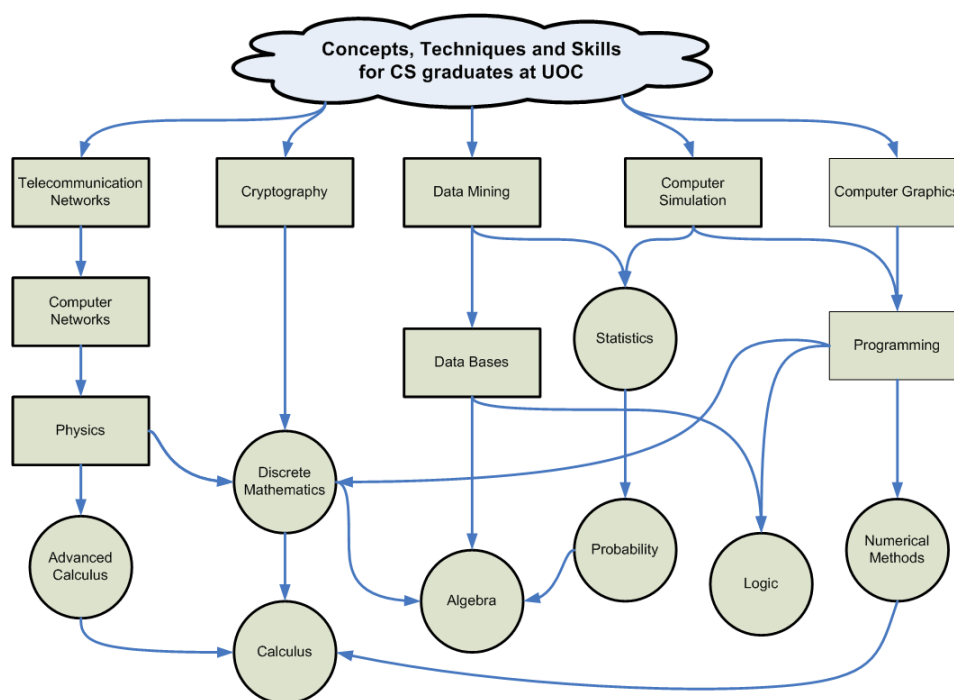 Concepts, Techniques and Skills
for CS graduates at UOC
Telecommunication
Networks
Cryptography
Data Mining
Computer
Simulation
Computer Graphics
Computer
Networks
Statistics
Programming
Data Bases
Physics
Discrete
Mathematics
Advanced
Calculus
Probability
Numerical
Methods
Algebra
Logic
Calculus